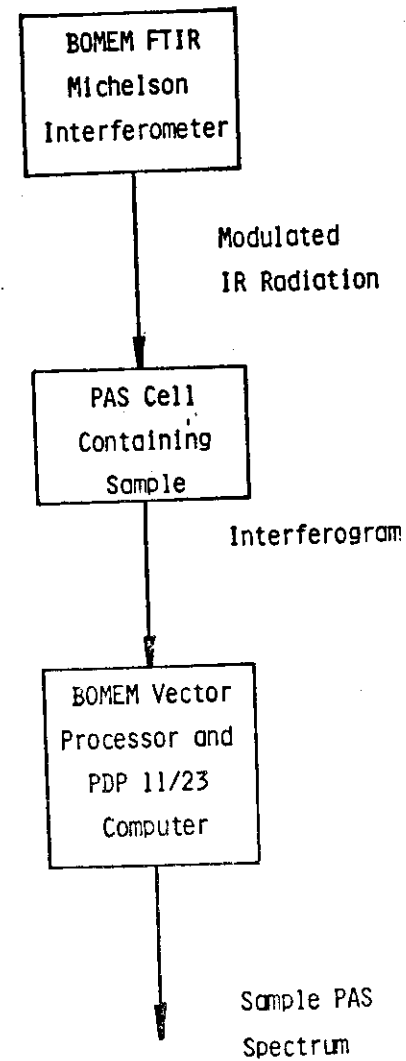 BOMEM FTIR
Michelson
Interferometer
Modulated
IR Radiation
PAS Cell
Containing
Sample
Interferogram
BOMEM Vector
Processor and
PDP 11/23
Computer
Sample PAS
Spectrum